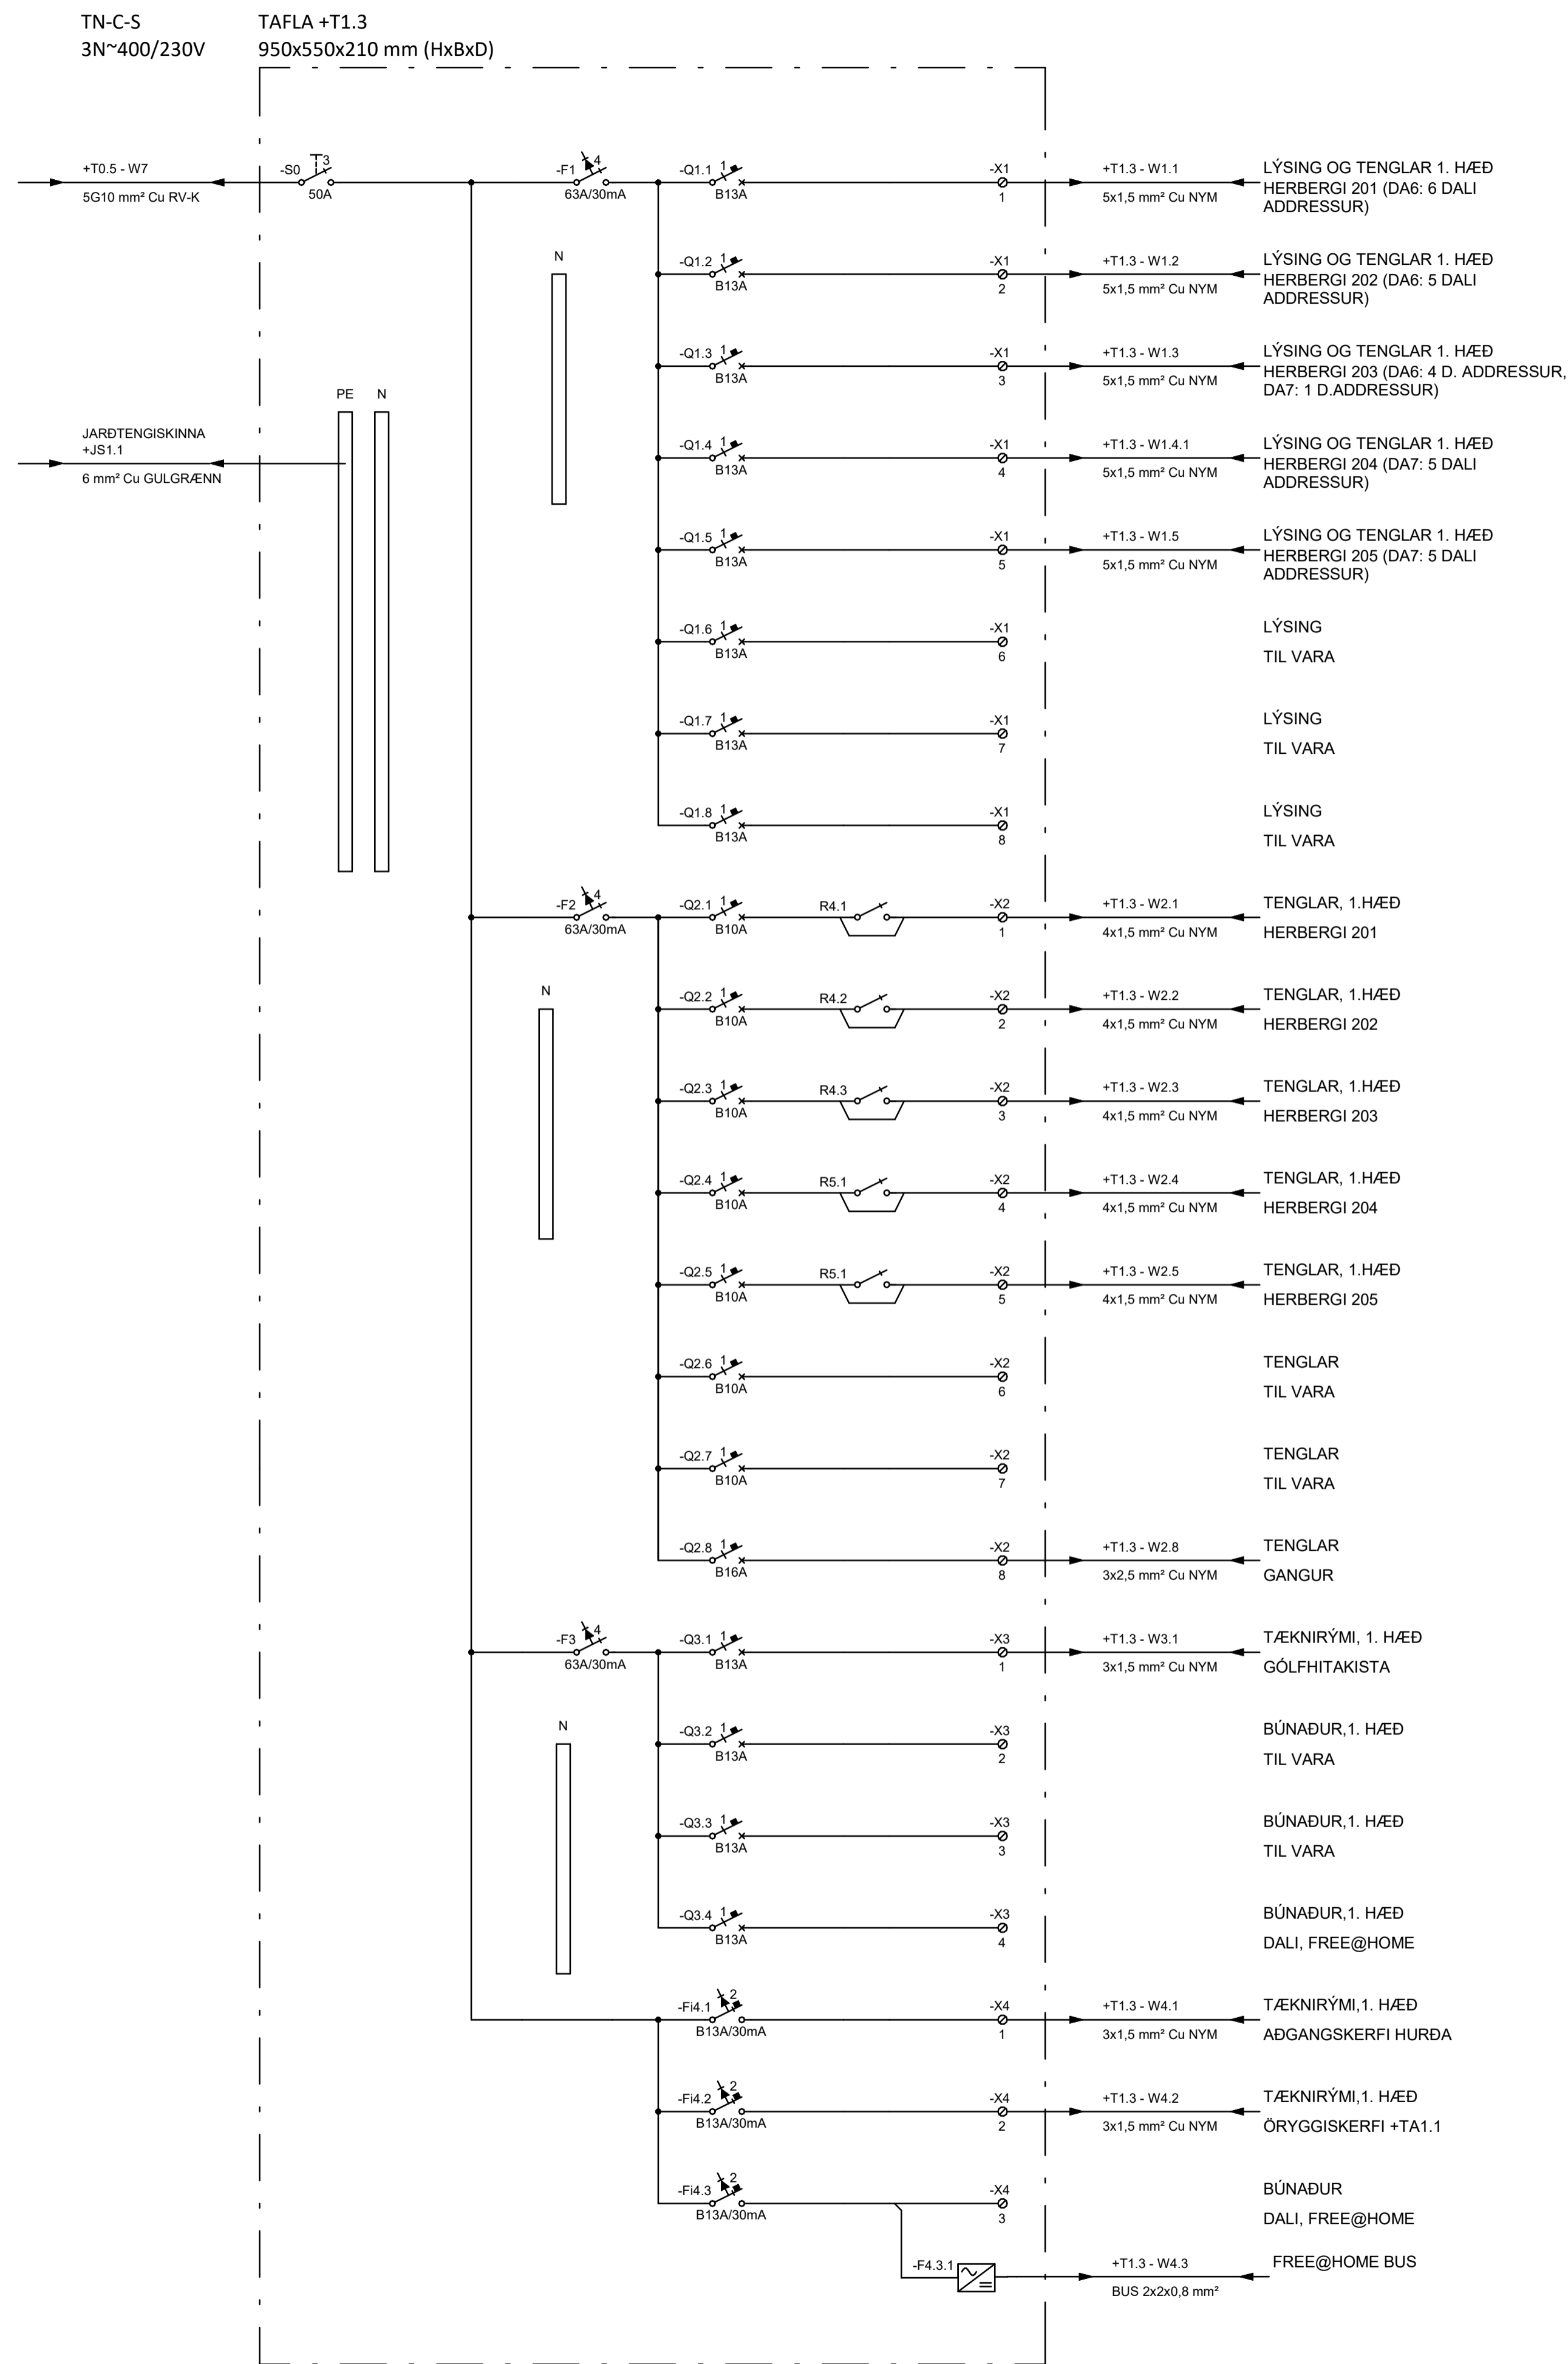 TN-C-S
3N~400/230V
TAFLA +T1.3
950x550x210 mm (HxBxD)
+T0.5 - W7
5G10 mm² Cu RV-K
-S0
3
50A
-F1
4
63A/30mA
-Q1.1
1
B13A
-X1
1
+T1.3 - W1.1
5x1,5 mm² Cu NYM
LÝSING OG TENGLAR 1. HÆÐ
HERBERGI 201 (DA6: 6 DALI
ADDRESSUR)
N
-Q1.2
1
B13A
-X1
2
+T1.3 - W1.2
5x1,5 mm² Cu NYM
LÝSING OG TENGLAR 1. HÆÐ
HERBERGI 202 (DA6: 5 DALI
ADDRESSUR)
-Q1.3
1
B13A
-X1
3
+T1.3 - W1.3
5x1,5 mm² Cu NYM
LÝSING OG TENGLAR 1. HÆÐ
HERBERGI 203 (DA6: 4 D. ADDRESSUR,
DA7: 1 D.ADDRESSUR)
PE
N
JARÐTENGISKINNA
+JS1.1
6 mm² Cu GULGRÆNN
-Q1.4
1
B13A
-X1
4
+T1.3 - W1.4.1
5x1,5 mm² Cu NYM
LÝSING OG TENGLAR 1. HÆÐ
HERBERGI 204 (DA7: 5 DALI
ADDRESSUR)
-Q1.5
1
B13A
-X1
5
+T1.3 - W1.5
5x1,5 mm² Cu NYM
LÝSING OG TENGLAR 1. HÆÐ
HERBERGI 205 (DA7: 5 DALI
ADDRESSUR)
-Q1.6
1
B13A
-X1
6
LÝSING
TIL VARA
-Q1.7
1
B13A
-X1
7
LÝSING
TIL VARA
-Q1.8
1
B13A
-X1
8
LÝSING
TIL VARA
-F2
4
63A/30mA
-Q2.1
1
B10A
R4.1
-X2
1
+T1.3 - W2.1
4x1,5 mm² Cu NYM
TENGLAR, 1.HÆÐ
HERBERGI 201
N
-Q2.2
1
B10A
R4.2
-X2
2
+T1.3 - W2.2
4x1,5 mm² Cu NYM
TENGLAR, 1.HÆÐ
HERBERGI 202
-Q2.3
1
B10A
R4.3
-X2
3
+T1.3 - W2.3
4x1,5 mm² Cu NYM
TENGLAR, 1.HÆÐ
HERBERGI 203
-Q2.4
1
B10A
R5.1
-X2
4
+T1.3 - W2.4
4x1,5 mm² Cu NYM
TENGLAR, 1.HÆÐ
HERBERGI 204
-Q2.5
1
B10A
R5.1
-X2
5
+T1.3 - W2.5
4x1,5 mm² Cu NYM
TENGLAR, 1.HÆÐ
HERBERGI 205
-Q2.6
1
B10A
-X2
6
TENGLAR
TIL VARA
-Q2.7
1
B10A
-X2
7
TENGLAR
TIL VARA
-Q2.8
1
B16A
-X2
8
+T1.3 - W2.8
3x2,5 mm² Cu NYM
TENGLAR
GANGUR
-F3
4
63A/30mA
-Q3.1
1
B13A
-X3
1
+T1.3 - W3.1
3x1,5 mm² Cu NYM
TÆKNIRÝMI, 1. HÆÐ
GÓLFHITAKISTA
N
-Q3.2
1
B13A
-X3
2
BÚNAÐUR,1. HÆÐ
TIL VARA
-Q3.3
1
B13A
-X3
3
BÚNAÐUR,1. HÆÐ
TIL VARA
-Q3.4
1
B13A
-X3
4
BÚNAÐUR,1. HÆÐ
DALI, FREE@HOME
-Fi4.1
2
B13A/30mA
-X4
1
+T1.3 - W4.1
3x1,5 mm² Cu NYM
TÆKNIRÝMI,1. HÆÐ
AÐGANGSKERFI HURÐA
-Fi4.2
2
B13A/30mA
-X4
2
+T1.3 - W4.2
3x1,5 mm² Cu NYM
TÆKNIRÝMI,1. HÆÐ
ÖRYGGISKERFI +TA1.1
-Fi4.3
2
B13A/30mA
-X4
3
BÚNAÐUR
DALI, FREE@HOME
-F4.3.1
+T1.3 - W4.3
BUS 2x2x0,8 mm²
FREE@HOME BUS